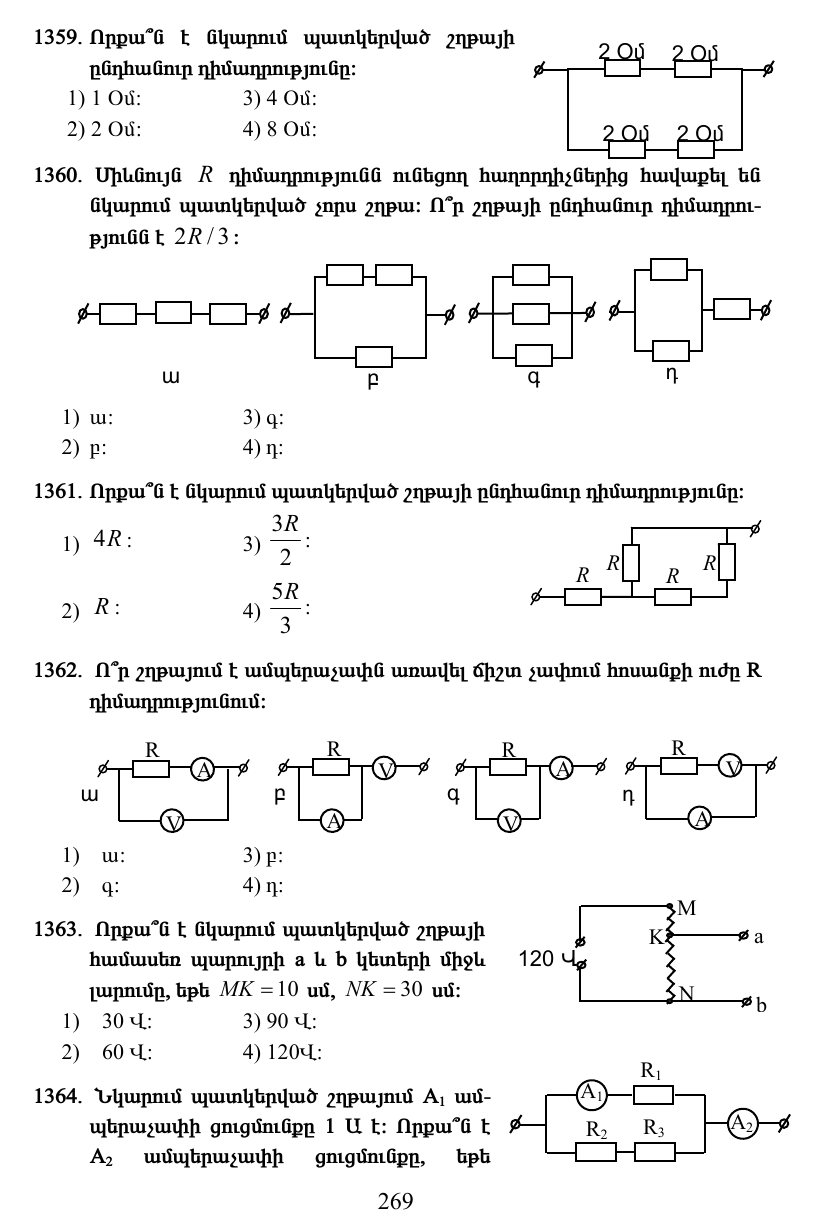 1359. Որքա՞ն է նկարում պատկերված շղթայի
ընդհանուր դիմադրությունը:
1) 1 Օմ: 3) 4 Օմ:
2) 2 Օմ: 4) 8 Օմ:
2 Օմ 2 Օմ
2 Օմ 2 Օմ
1360. Միևնույն R դիմադրությունն ունեցող հաղորդիչներից հավաքել են
նկարում պատկերված չորս շղթա: Ո՞ր շղթայի ընդհանուր դիմադրու-
թյունն է 2R / 3 :
ա բ գ դ
1) ա: 3) գ:
2) բ: 4) դ:
1361. Որքա՞ն է նկարում պատկերված շղթայի ընդհանուր դիմադրությունը:
1) 4R : 3) 3R/2 :
2) R : 4) 5R/3 :
R R
R R
1362. Ո՞ր շղթայում է ամպերաչափն առավել ճիշտ չափում հոսանքի ուժը R
դիմադրությունում:
R R R R
A V A V
ա բ գ դ
V A V A
1) ա: 3) բ:
2) գ: 4) դ:
1363. Որքա՞ն է նկարում պատկերված շղթայի
համասեռ պարույրի a և b կետերի միջև
լարումը, եթե MK = 10 սմ, NK = 30 սմ:
1) 30 Վ: 3) 90 Վ:
2) 60 Վ: 4) 120Վ:
M
K a
120 Վ
N b
1364. Նկարում պատկերված շղթայում A₁ ամ-
պերաչափի ցուցմունքը 1 Ա է: Որքա՞ն է
A₂ ամպերաչափի ցուցմունքը, եթե
R₁
A₁
R₂ R₃ A₂
269